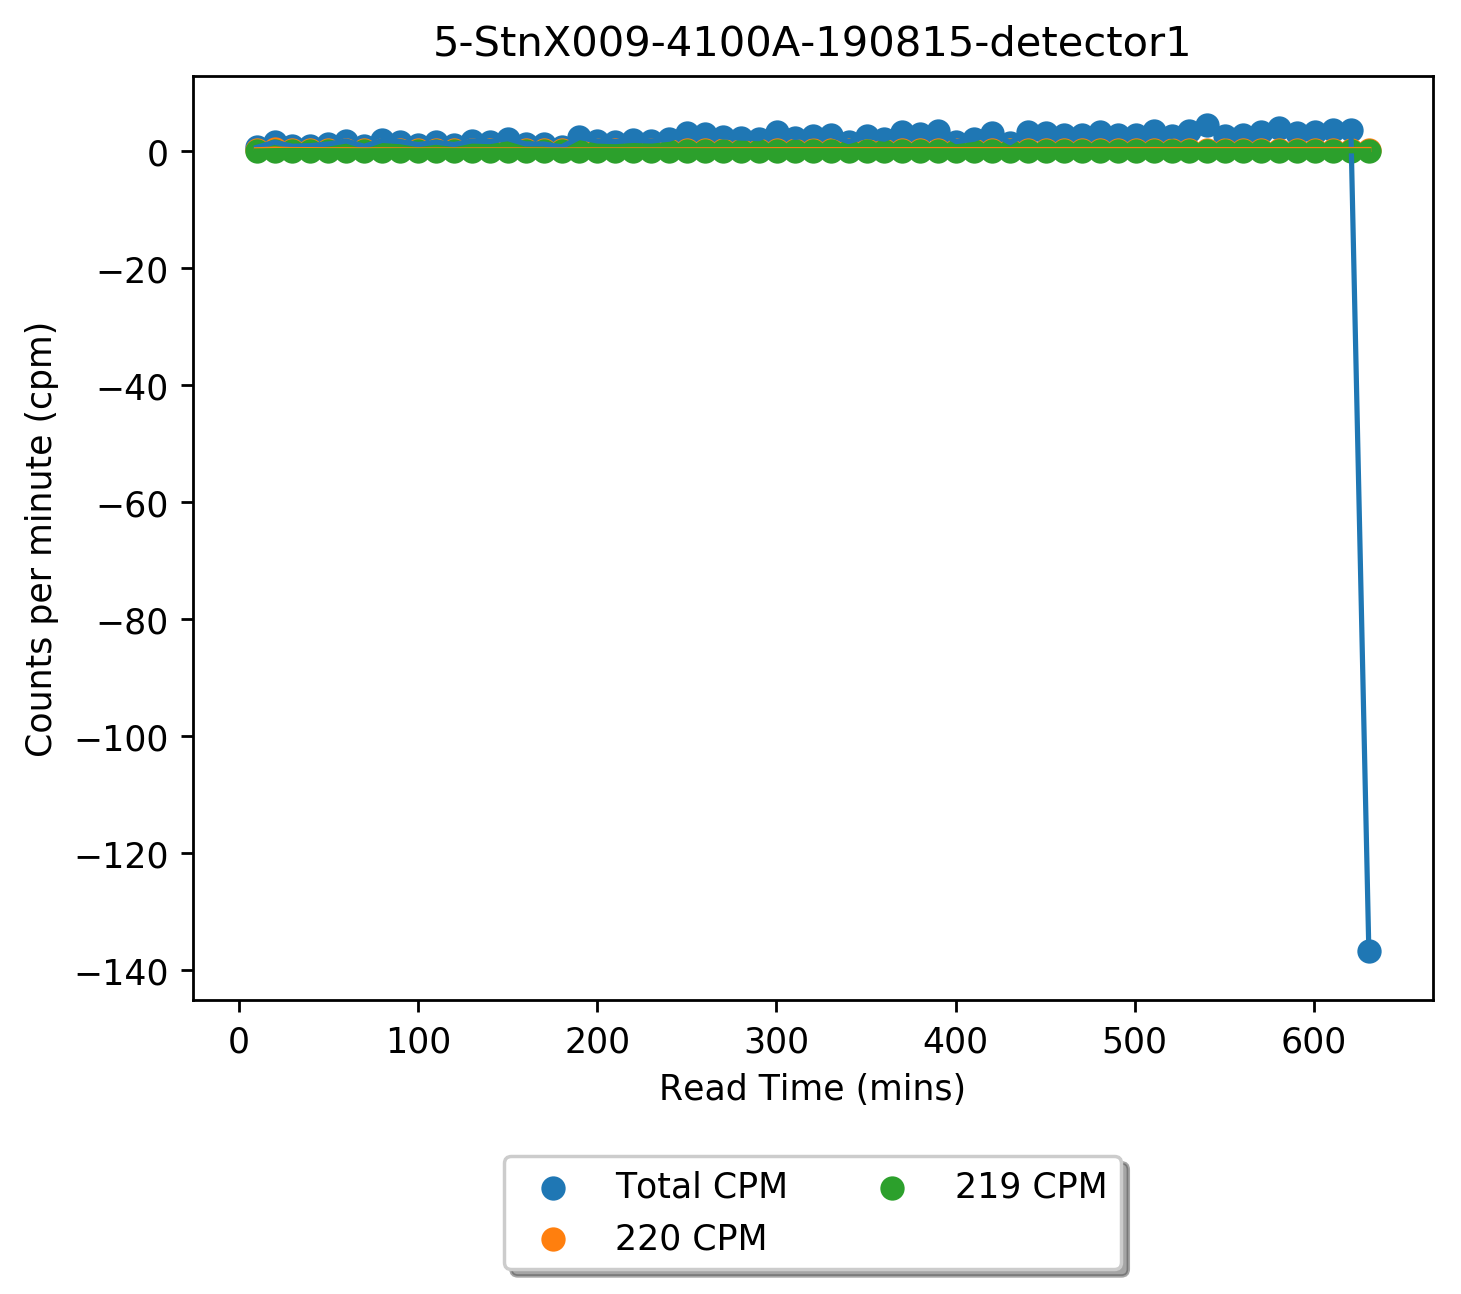 5-StnX009-4100A-190815-detector1
Counts per minute (cpm)
0
−20
−40
−60
−80
−100
−120
−140
0 100 200 300 400 500 600
Read Time (mins)
Total CPM 219 CPM
220 CPM